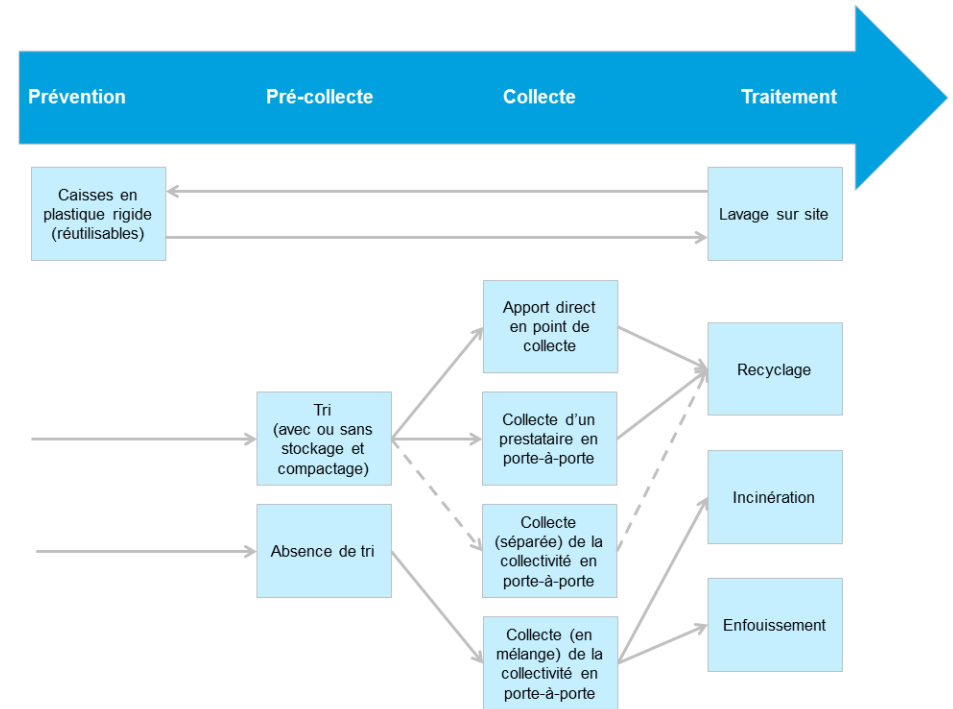 Prévention
Pré-collecte
Collecte
Traitement
Caisses en
plastique rigide
(réutilisables)
Lavage sur site
Apport direct
en point de
collecte
Recyclage
Tri
(avec ou sans
stockage et
compactage)
Collecte d'un
prestataire en
porte-à-porte
Incinération
Absence de tri
Collecte
(séparée) de la
collectivité en
porte-à-porte
Enfouissement
Collecte (en
mélange) de la
collectivité en
porte-à-porte